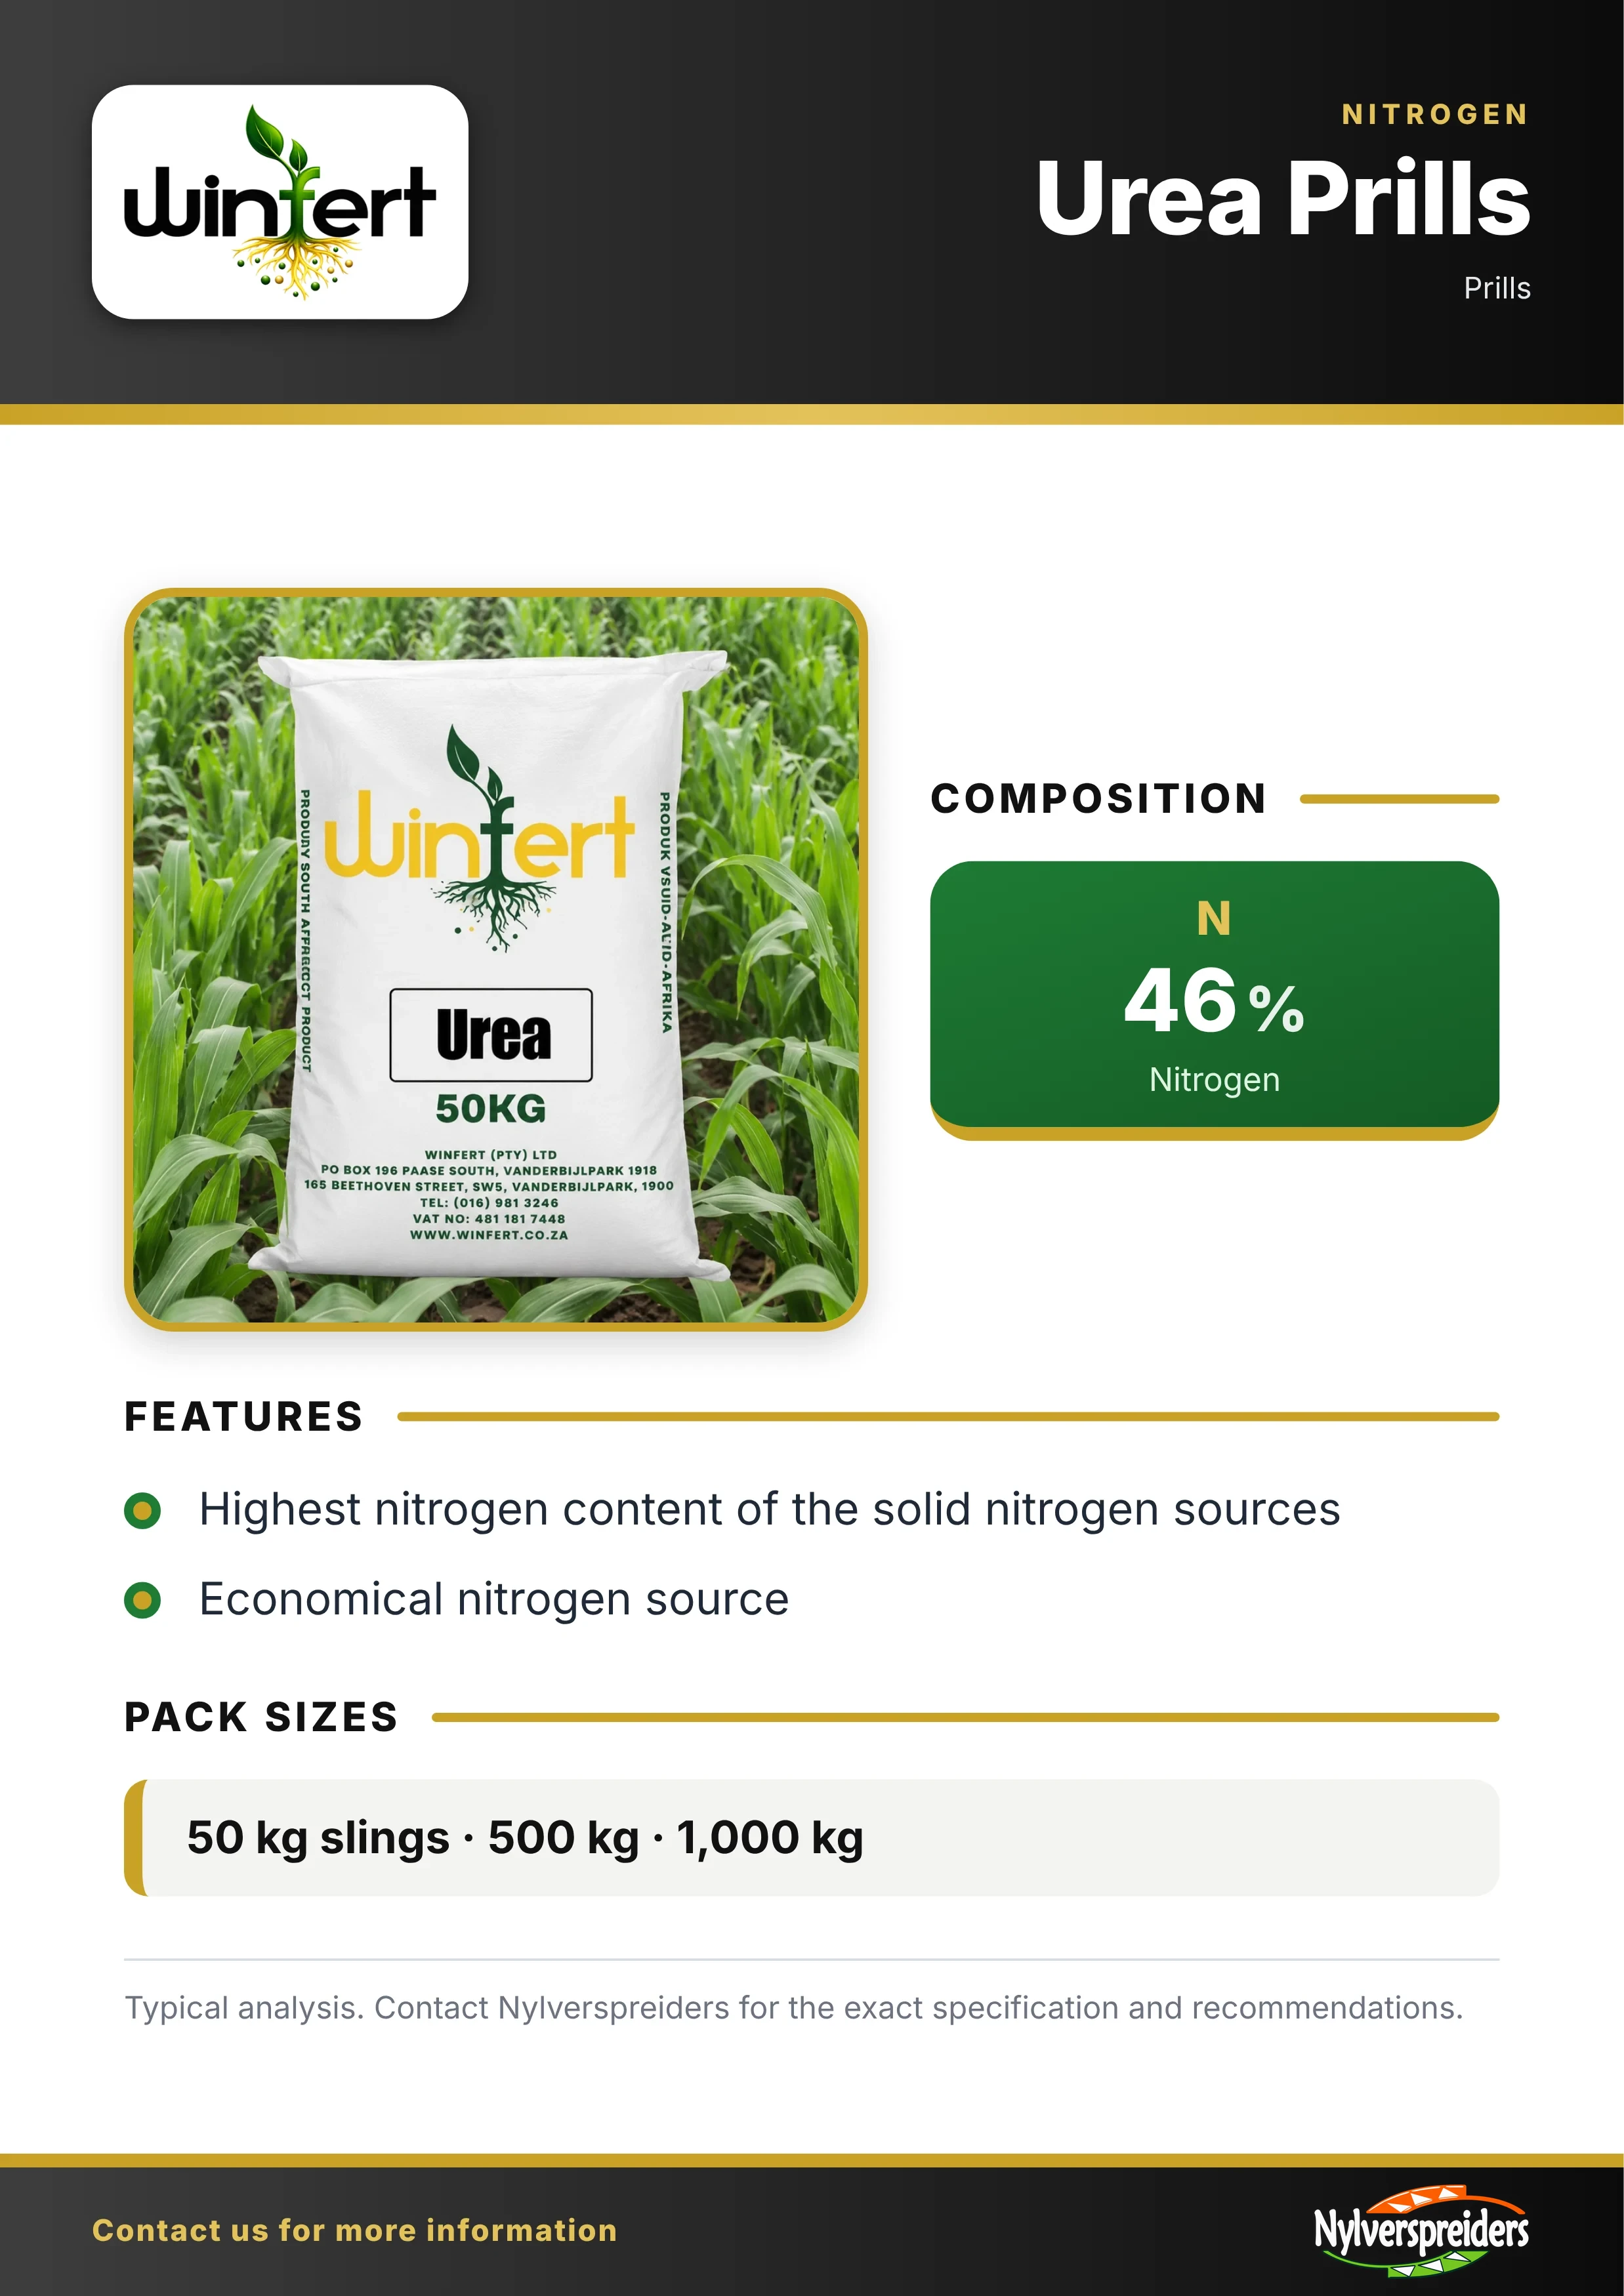 winfert
NITROGEN
Urea Prills
Prills
winfert
PRODURY SOUTH AFFRECCT PRODUCT
PRODUK VSUID-ALID-AFRIKA
Urea
50KG
WINFERT (PTY) LTD
PO BOX 196 PAASE SOUTH, VANDERBIJLPARK 1918
165 BEETHOVEN STREET, SW5, VANDERBIJLPARK, 1900
TEL: (016) 981 3246
VAT NO: 481 181 7448
WWW.WINFERT.CO.ZA
COMPOSITION
N
46%
Nitrogen
FEATURES
Highest nitrogen content of the solid nitrogen sources
Economical nitrogen source
PACK SIZES
50 kg slings · 500 kg · 1,000 kg
Typical analysis. Contact Nylverspreiders for the exact specification and recommendations.
Contact us for more information
Nylverspreiders